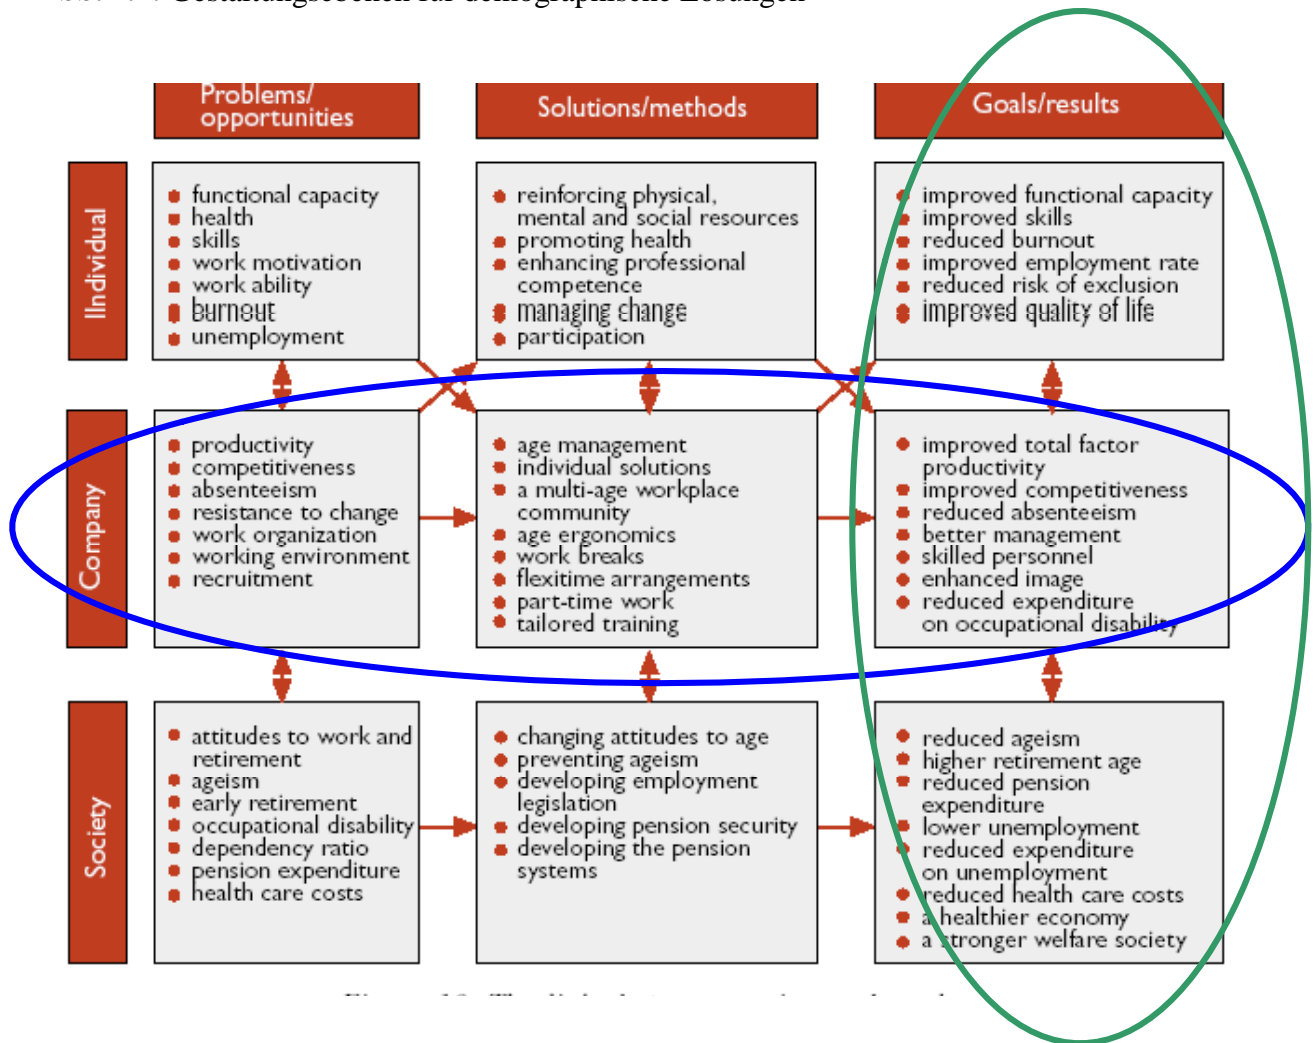 Gestaltungsebenen für demographische Lösungen
Problems/
opportunities
Solutions/methods
Goals/results
IIndividual
functional capacity
health
skills
work motivation
work ability
burnout
unemployment
reinforcing physical,
mental and social resources
promoting health
enhancing professional
competence
managing change
participation
improved functional capacity
improved skills
reduced burnout
improved employment rate
reduced risk of exclusion
improved quality of life
Company
productivity
competitiveness
absenteeism
resistance to change
work organization
working environment
recruitment
age management
individual solutions
a multi-age workplace
community
age ergonomics
work breaks
flexitime arrangements
part-time work
tailored training
improved total factor
productivity
improved competitiveness
reduced absenteeism
better management
skilled personnel
enhanced image
reduced expenditure
on occupational disability
Society
attitudes to work and
retirement
ageism
early retirement
occupational disability
dependency ratio
pension expenditure
health care costs
changing attitudes to age
preventing ageism
developing employment
legislation
developing pension security
developing the pension
systems
reduced ageism
higher retirement age
reduced pension
expenditure
lower unemployment
reduced expenditure
on unemployment
reduced health care costs
a healthier economy
a stronger welfare society